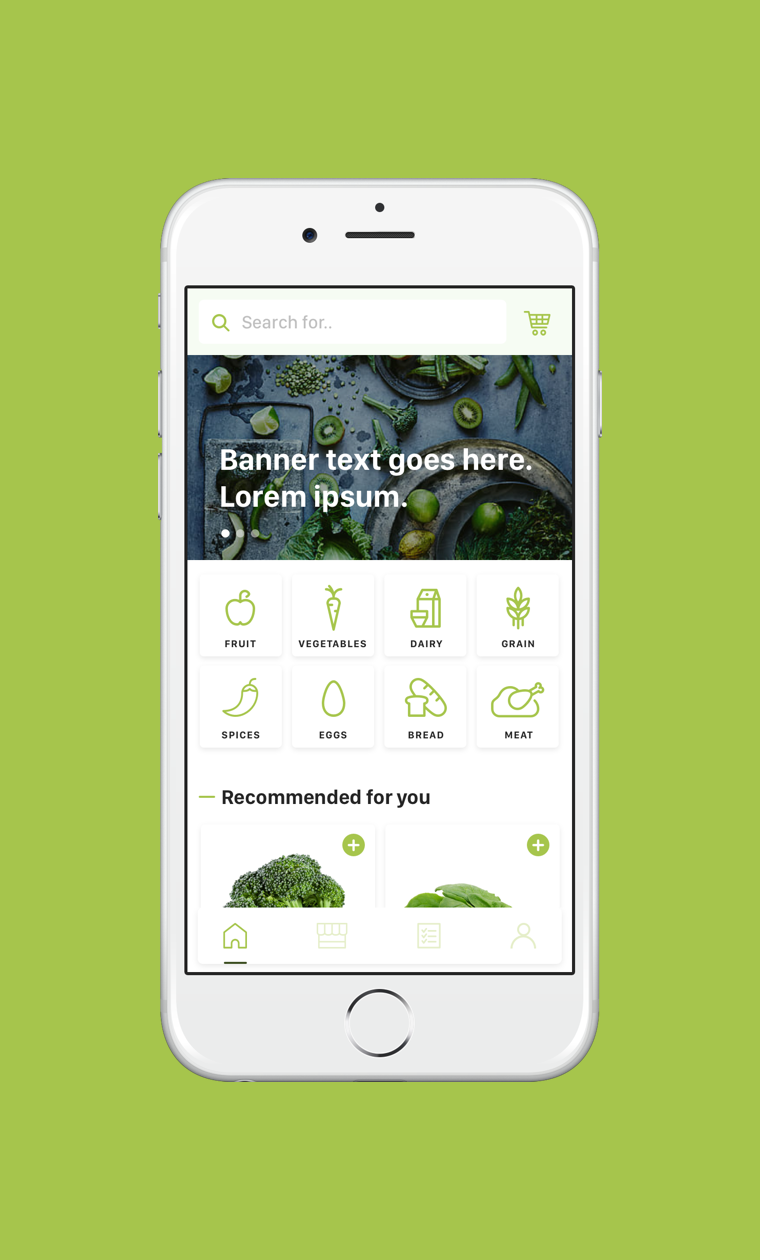 Search for..
Banner text goes here.
Lorem ipsum.
FRUIT
VEGETABLES
DAIRY
GRAIN
SPICES
EGGS
BREAD
MEAT
Recommended for you